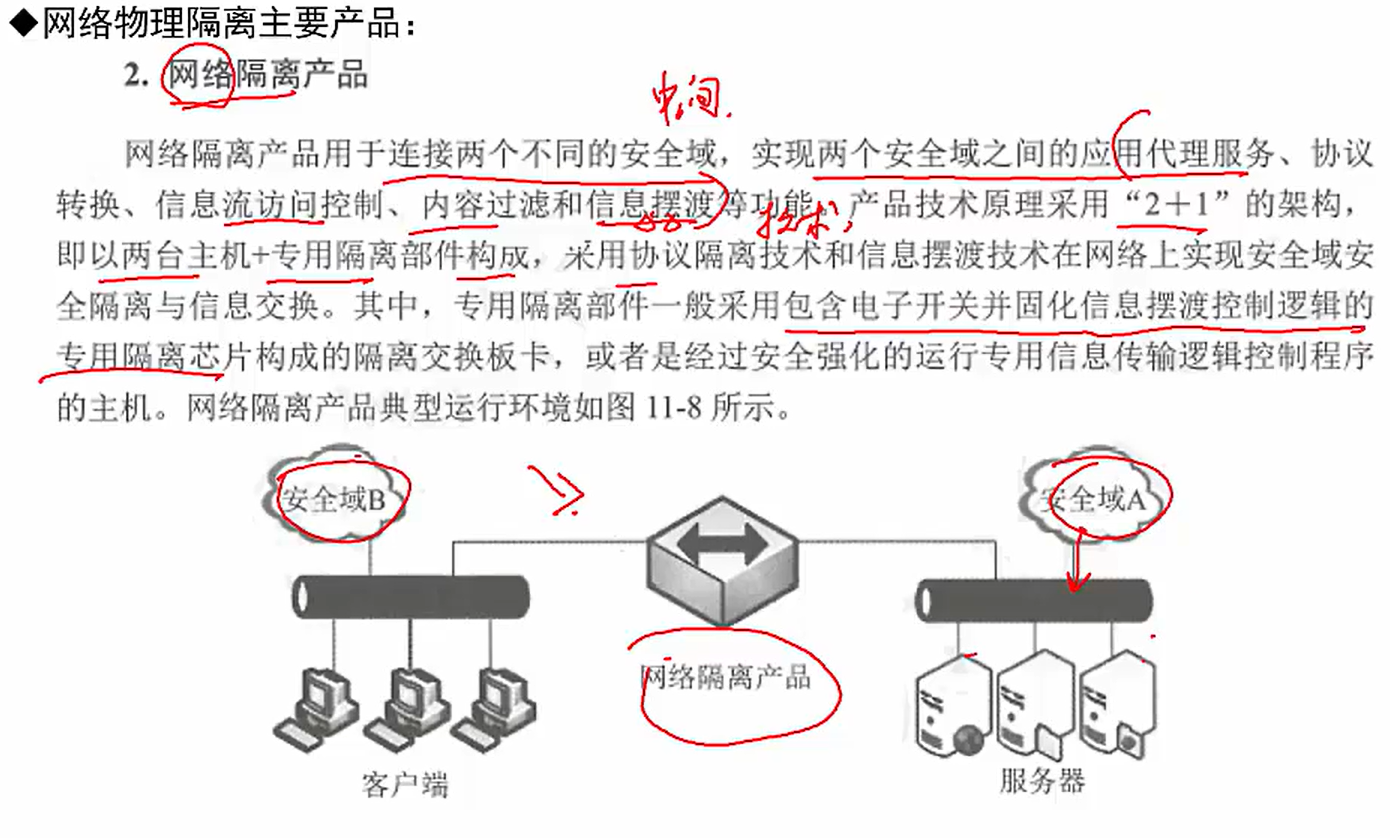 ◆网络物理隔离主要产品：
2. 网络隔离产品
中间.
网络隔离产品用于连接两个不同的安全域，实现两个安全域之间的应用代理服务、协议
转换、信息流访问控制、内容过滤和信息摆渡等功能，产品技术原理采用“2＋1”的架构，
技术
即以两台主机+专用隔离部件构成，采用协议隔离技术和信息摆渡技术在网络上实现安全域安
全隔离与信息交换。其中，专用隔离部件一般采用包含电子开关并固化信息摆渡控制逻辑的
专用隔离芯片构成的隔离交换板卡，或者是经过安全强化的运行专用信息传输逻辑控制程序
的主机。网络隔离产品典型运行环境如图 11-8 所示。
安全域B
安全域A
网络隔离产品
客户端
服务器